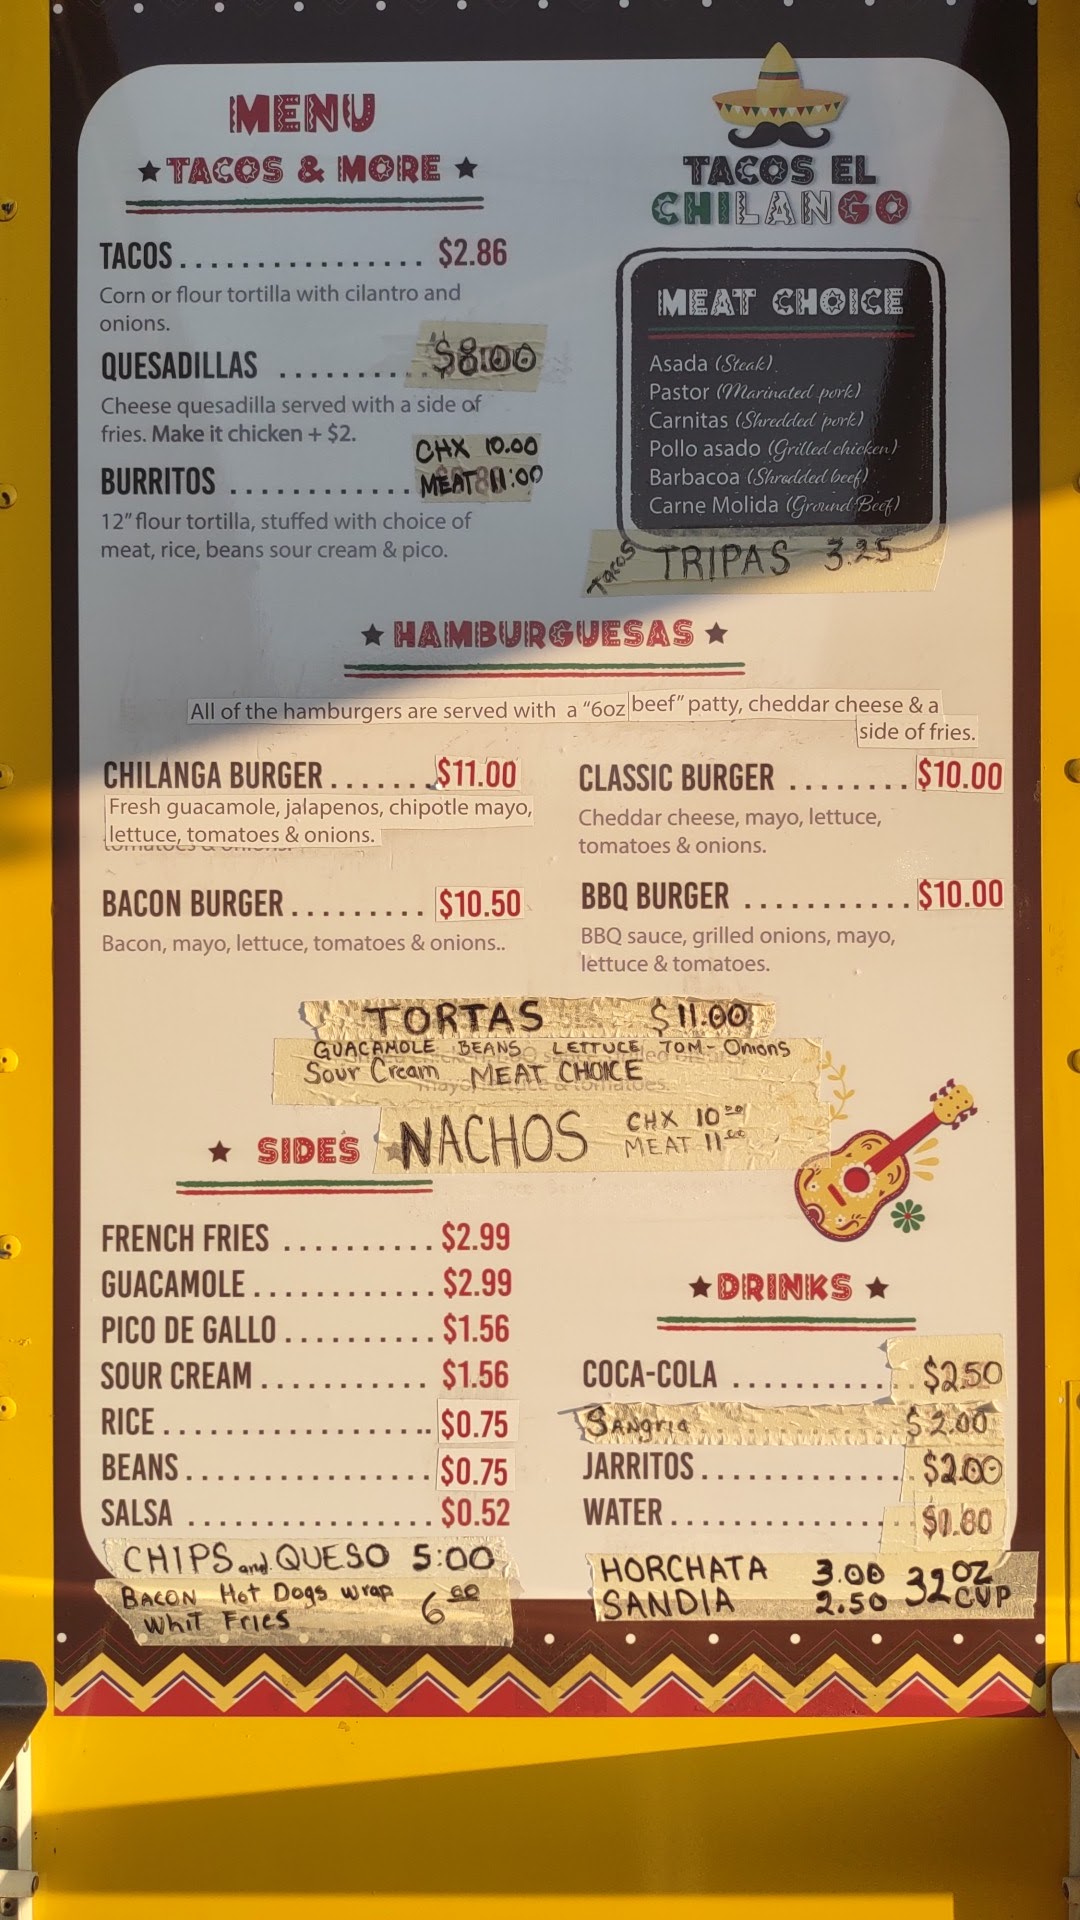 MENU
TACOS & MORE
TACOS EL
CHILANGO
TACOS ................ $2.86
Corn or flour tortilla with cilantro and
onions.
QUESADILLAS .......... $8.00
Cheese quesadilla served with a side of
fries. Make it chicken + $2.
CHX 10.00
BURRITOS ............ MEAT 11:00
12" flour tortilla, stuffed with choice of
meat, rice, beans sour cream & pico.
MEAT CHOICE
Asada (Steak)
Pastor (Marinated pork)
Carnitas (Shredded pork)
Pollo asado (Grilled chicken)
Barbacoa (Shradded beef)
Carne Molida (Ground Beef)
Tacos TRIPAS 3.25
HAMBURGUESAS
All of the hamburgers are served with a "6oz beef" patty, cheddar cheese & a
side of fries.
CHILANGA BURGER ....... $11.00
Fresh guacamole, jalapenos, chipotle mayo,
lettuce, tomatoes & onions.
CLASSIC BURGER ........ $10.00
Cheddar cheese, mayo, lettuce,
tomatoes & onions.
BACON BURGER ......... $10.50
Bacon, mayo, lettuce, tomatoes & onions..
BBQ BURGER ........... $10.00
BBQ sauce, grilled onions, mayo,
lettuce & tomatoes.
TORTAS $11.00
GUACAMOLE BEANS LETTUCE TOM- Onions
Sour Cream MEAT CHOICE
NACHOS CHX 10.00
MEAT 11.00
SIDES
FRENCH FRIES .......... $2.99
GUACAMOLE ............ $2.99
PICO DE GALLO .......... $1.56
SOUR CREAM ........... $1.56
RICE .................. $0.75
BEANS ................ $0.75
SALSA ................ $0.52
CHIPS and QUESO 5:00
BACON Hot Dogs wrap
Whit Fries 6.00
DRINKS
COCA-COLA ............ $2.50
SAngria $2.00
JARRITOS .............. $2.00
WATER ................
HORCHATA 3.00
SANDIA 2.50
32 OZ
CUP